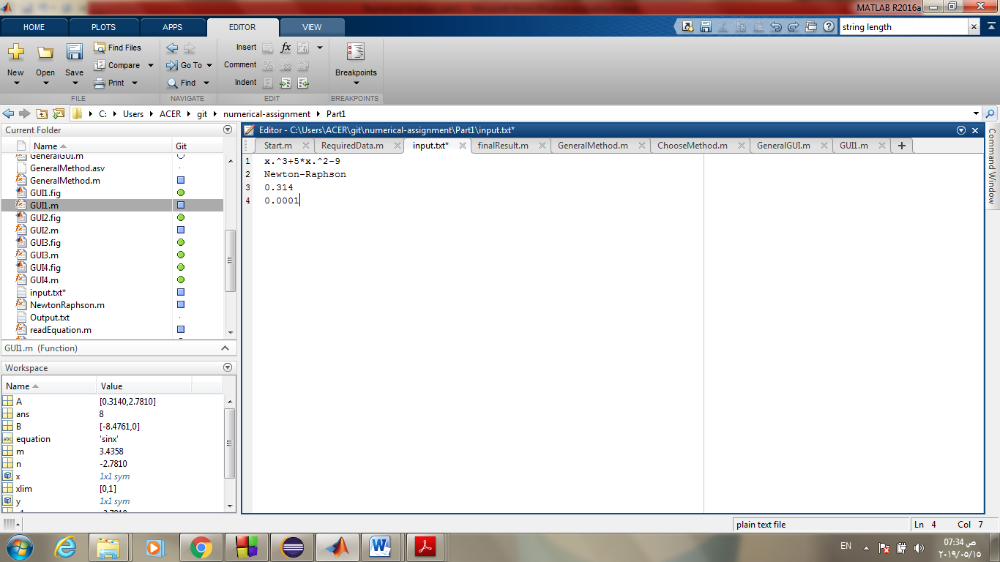 MATLAB R2016a
HOME PLOTS APPS EDITOR VIEW
string length
New Open Save
Find Files
Compare
Print
FILE
Go To
Find
NAVIGATE
Insert
Comment
Indent
fx
EDIT
Breakpoints
BREAKPOINTS
C: Users ACER git numerical-assignment Part1
Current Folder
Name Git
GeneralGUI.m
GeneralMethod.asv
GeneralMethod.m
GUI1.fig
GUI1.m
GUI2.fig
GUI2.m
GUI3.fig
GUI3.m
GUI4.fig
GUI4.m
input.txt*
NewtonRaphson.m
Output.txt
readEquation.m
GUI1.m (Function)
Workspace
Name Value
A [0.3140,2.7810]
ans 8
B [-8.4761,0]
abc equation 'sinx'
m 3.4358
n -2.7810
x 1x1 sym
xlim [0,1]
y 1x1 sym
Editor - C:\Users\ACER\git\numerical-assignment\Part1\input.txt*
Start.m RequiredData.m input.txt* finalResult.m GeneralMethod.m ChooseMethod.m GeneralGUI.m GUI1.m
1 x.^3+5*x.^2-9
2 Newton-Raphson
3 0.314
4 0.0001
Command Window
plain text file
Ln 4 Col 7
EN
07:34 ص
٢٠١٩/٠٥/١٥